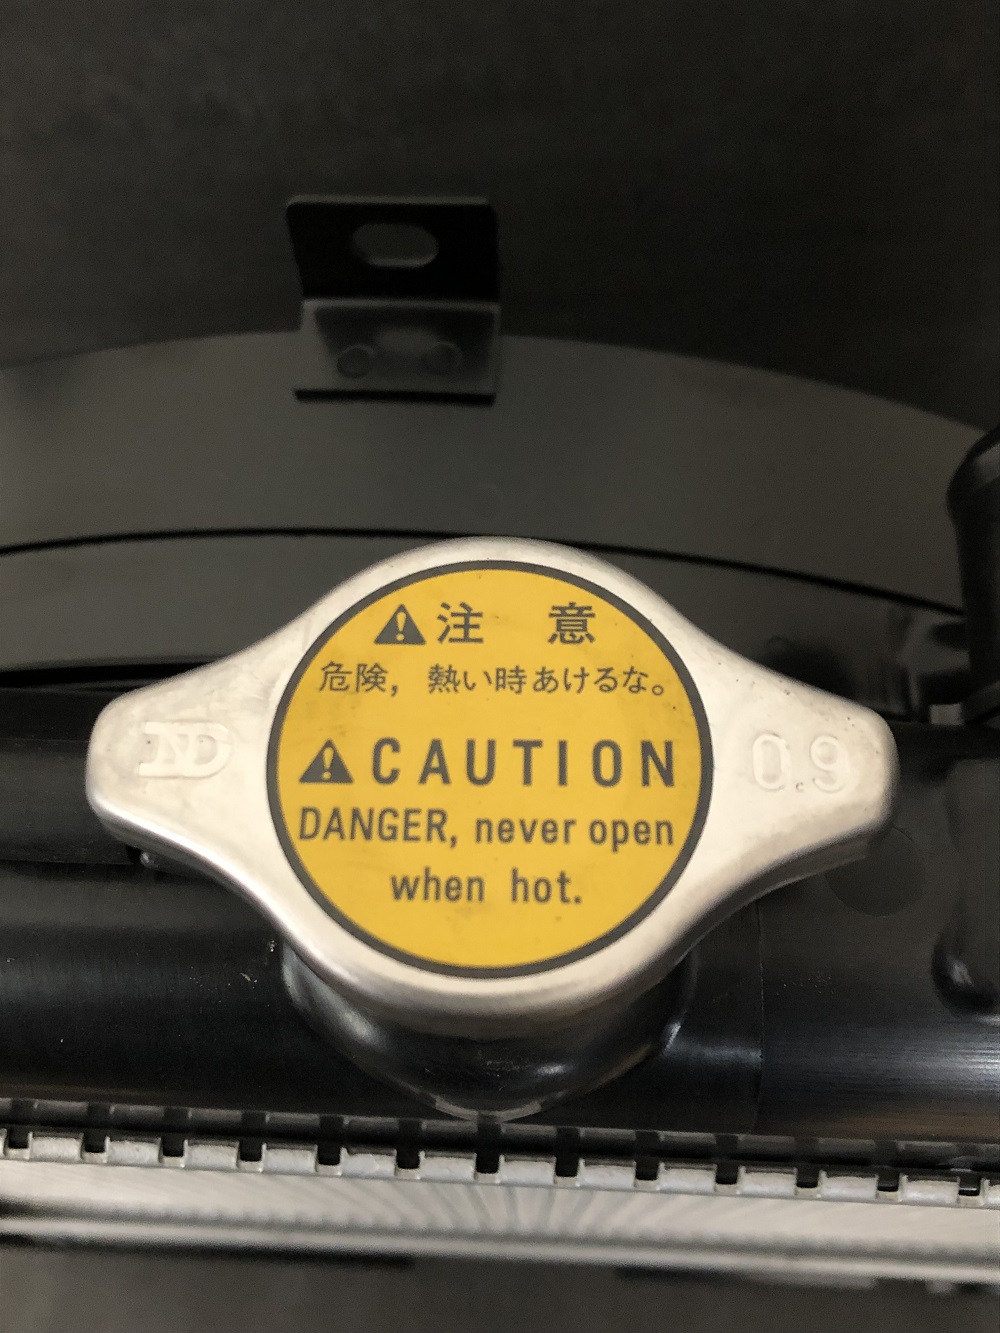 ⚠注　意
危険，熱い時あけるな。
⚠CAUTION
DANGER, never open
when hot.
ND
0.9